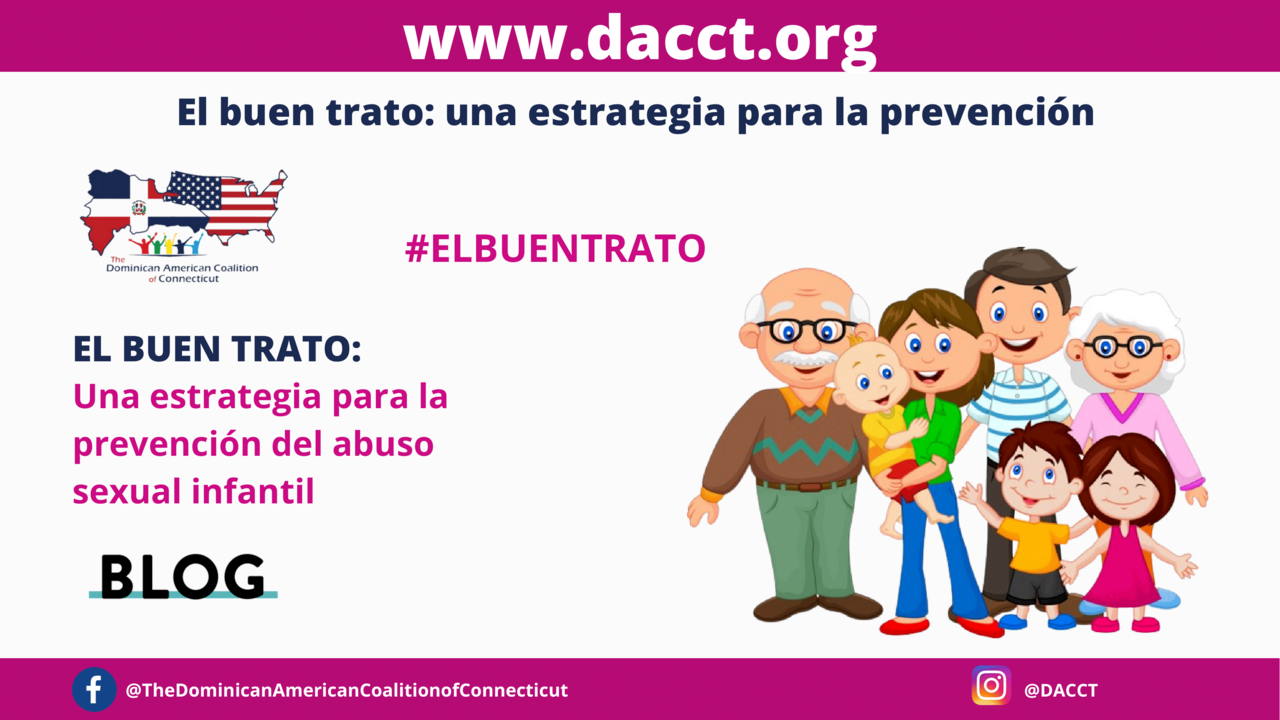 www.dacct.org
El buen trato: una estrategia para la prevención
The
Dominican American Coalition
of Connecticut
#ELBUENTRATO
EL BUEN TRATO:
Una estrategia para la
prevención del abuso
sexual infantil
BLOG
@TheDominicanAmericanCoalitionofConnecticut
@DACCT